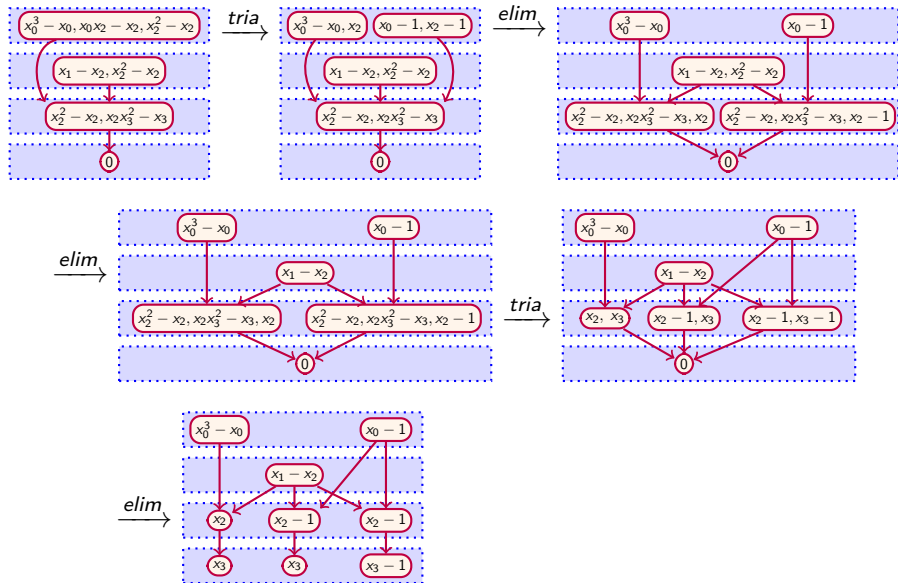 x_0^3 − x_0, x_0x_2 − x_2, x_2^2 − x_2
x_1 − x_2, x_2^2 − x_2
x_2^2 − x_2, x_2x_3^2 − x_3
0
tria
x_0^3 − x_0, x_2 x_0 − 1, x_2 − 1
x_1 − x_2, x_2^2 − x_2
x_2^2 − x_2, x_2x_3^2 − x_3
0
elim
x_0^3 − x_0 x_0 − 1
x_1 − x_2, x_2^2 − x_2
x_2^2 − x_2, x_2x_3^2 − x_3, x_2 x_2^2 − x_2, x_2x_3^2 − x_3, x_2 − 1
0
elim
x_0^3 − x_0 x_0 − 1
x_1 − x_2
x_2^2 − x_2, x_2x_3^2 − x_3, x_2 x_2^2 − x_2, x_2x_3^2 − x_3, x_2 − 1
0
tria
x_0^3 − x_0 x_0 − 1
x_1 − x_2
x_2, x_3 x_2 − 1, x_3 x_2 − 1, x_3 − 1
0
elim
x_0^3 − x_0 x_0 − 1
x_1 − x_2
x_2 x_2 − 1 x_2 − 1
x_3 x_3 x_3 − 1